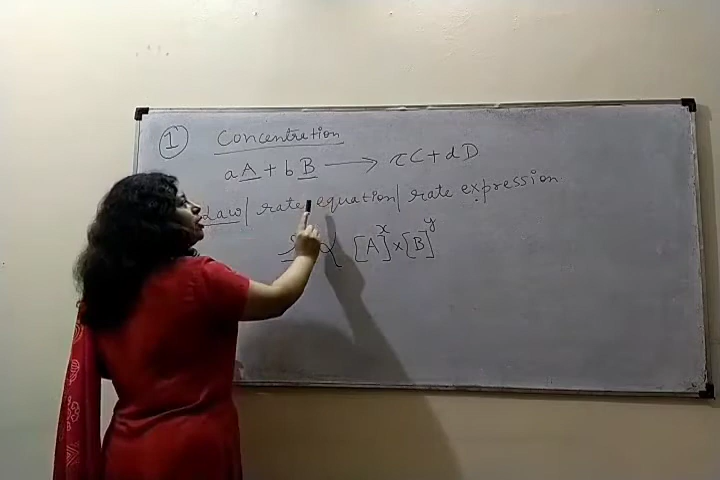 ① Concentration
aA + bB → cC + dD
Law / rate equation / rate expression
r ∝ [A]^x × [B]^y